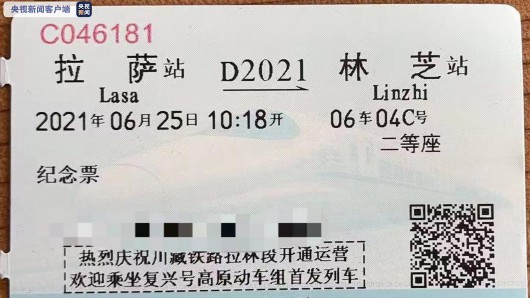 央视新闻客户端
C046181
拉 萨站 D2021 林 芝站
Lasa Linzhi
2021年06月25日 10:18开 06车04C号
二等座
纪念票
热烈庆祝川藏铁路拉林段开通运营
欢迎乘坐复兴号高原动车组首发列车